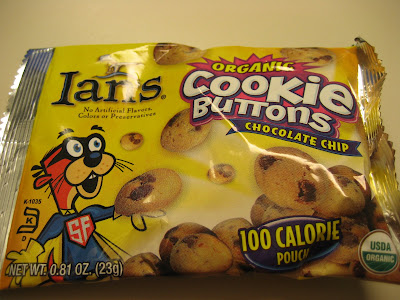 Ian's®
No Artificial Flavors,
Colors or Preservatives
ORGANIC
COOKIE
BUTTONS
CHOCOLATE CHIP
K-1035
K
D
SF
100 CALORIE
POUCH
USDA
ORGANIC
NET WT. 0.81 OZ. (23g)